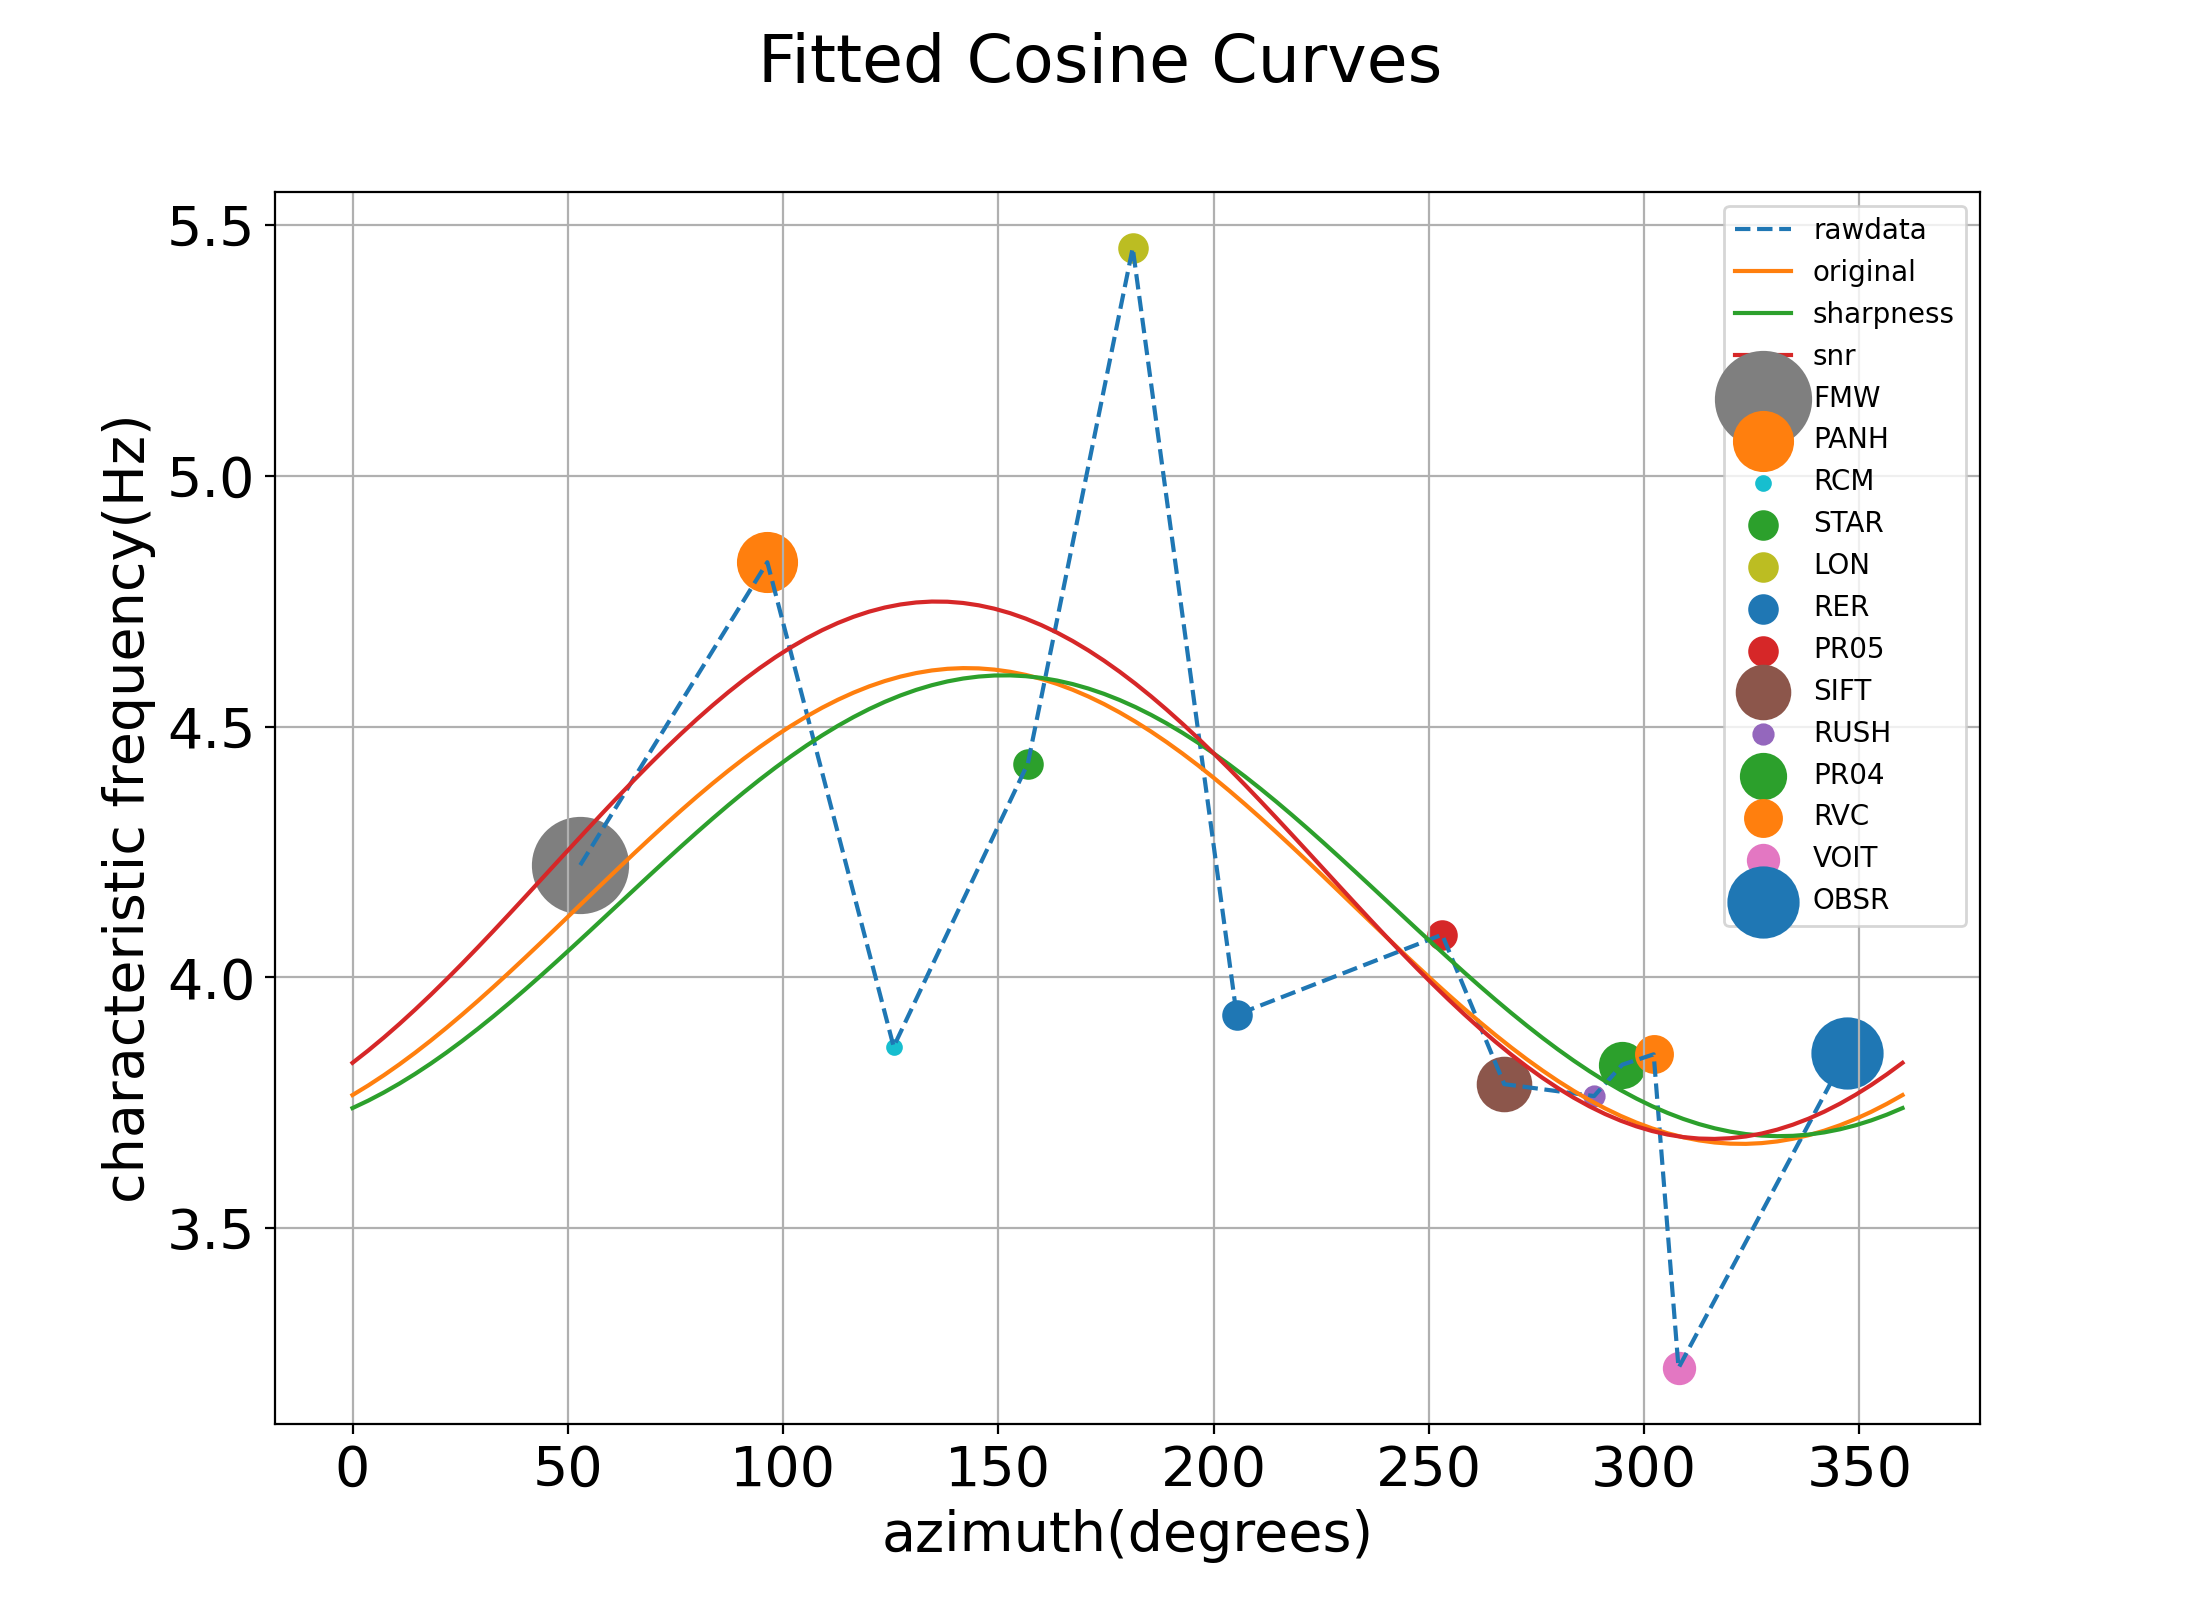 Fitted Cosine Curves
characteristic frequency(Hz)
5.5
5.0
4.5
4.0
3.5
rawdata
original
sharpness
snr
FMW
PANH
RCM
STAR
LON
RER
PR05
SIFT
RUSH
PR04
RVC
VOIT
OBSR
0 50 100 150 200 250 300 350
azimuth(degrees)